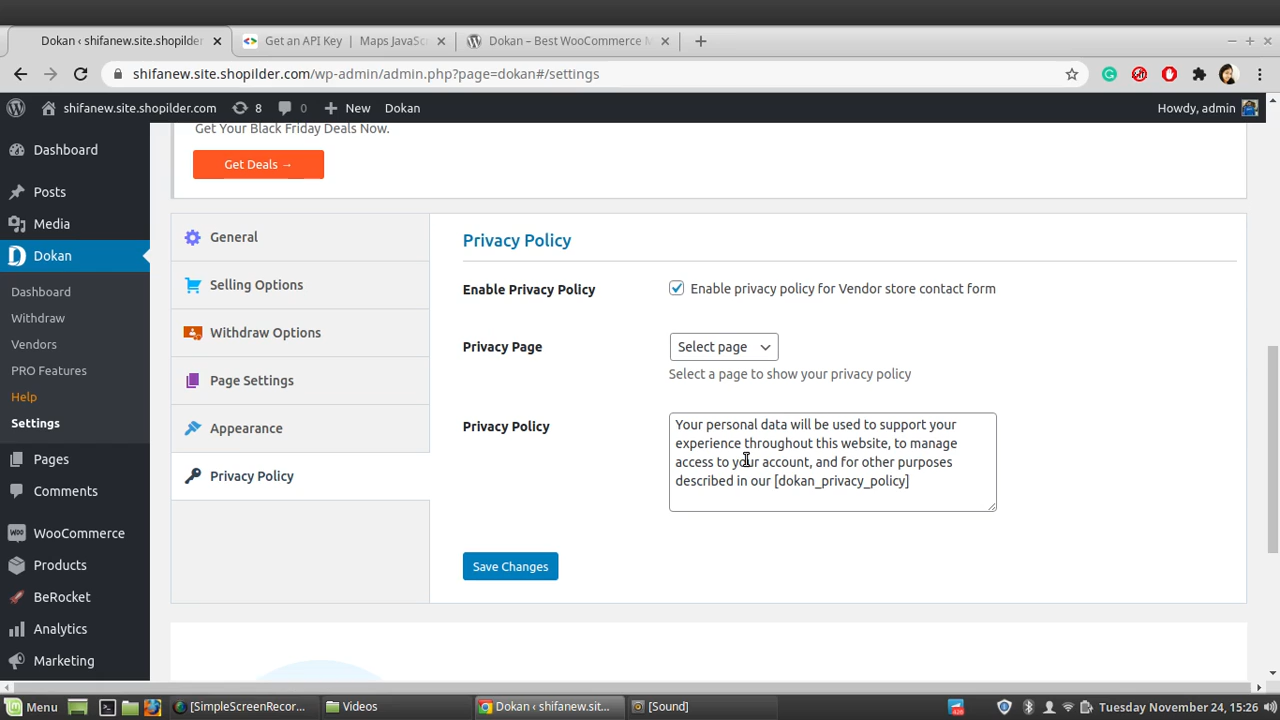 Dokan ‹ shifanew.site.shopilder
Get an API Key | Maps JavaSc
Dokan – Best WooCommerce M
shifanew.site.shopilder.com/wp-admin/admin.php?page=dokan#/settings
shifanew.site.shopilder.com
8
0
New
Dokan
Howdy, admin
Dashboard
Posts
Media
Dokan
Dashboard
Withdraw
Vendors
PRO Features
Help
Settings
Pages
Comments
WooCommerce
Products
BeRocket
Analytics
Marketing
Get Your Black Friday Deals Now.
Get Deals →
General
Selling Options
Withdraw Options
Page Settings
Appearance
Privacy Policy
Privacy Policy
Enable Privacy Policy
Enable privacy policy for Vendor store contact form
Privacy Page
Select page
Select a page to show your privacy policy
Privacy Policy
Your personal data will be used to support your
experience throughout this website, to manage
access to your account, and for other purposes
described in our [dokan_privacy_policy]
Save Changes
Menu
[SimpleScreenRecor...
Videos
Dokan ‹ shifanew.sit...
[Sound]
Tuesday November 24, 15:26